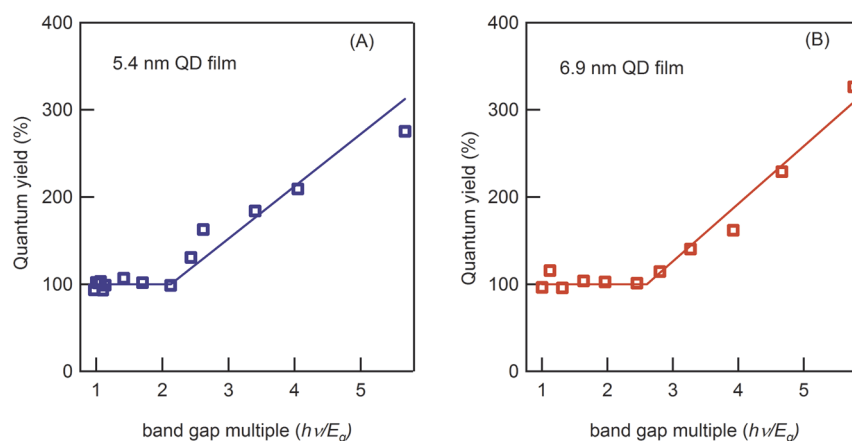 400
300
200
100
0
Quantum yield (%)
(A)
5.4 nm QD film
1 2 3 4 5
band gap multiple (hν/Eg)
400
300
200
100
0
Quantum yield (%)
(B)
6.9 nm QD film
1 2 3 4 5
band gap multiple (hν/Eg)